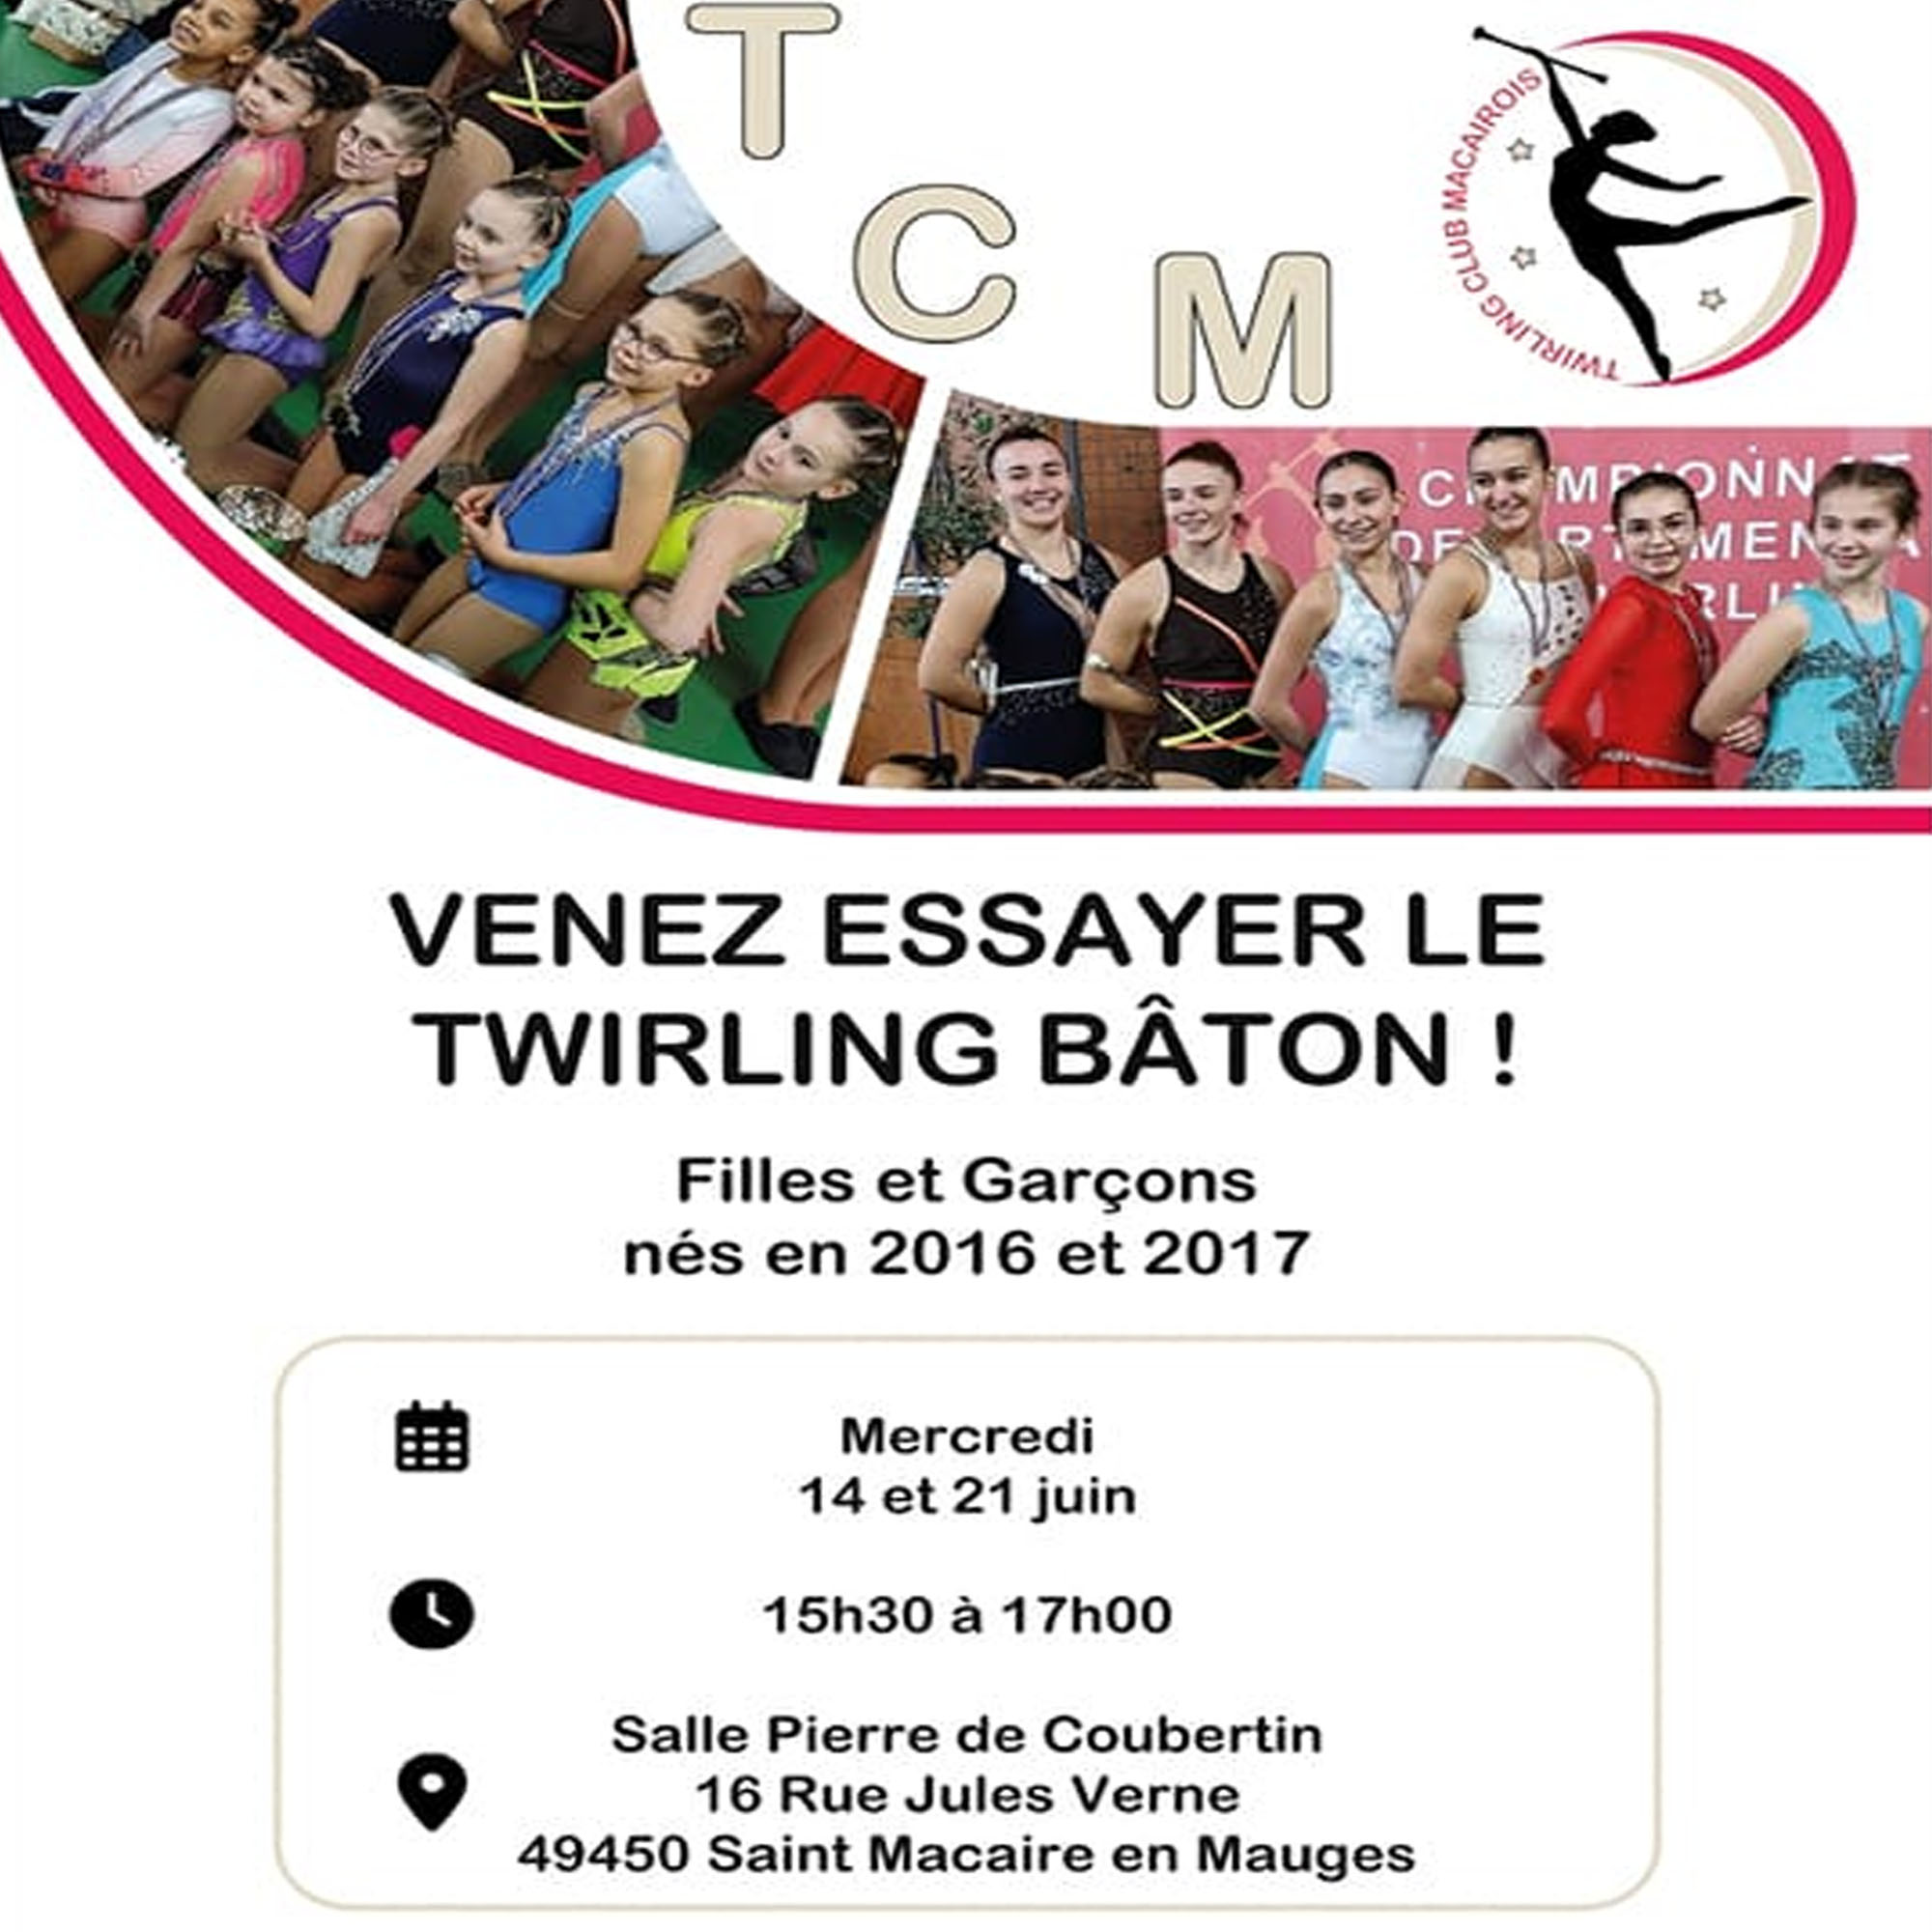 T
C
M
TWIRLING CLUB MACAIROIS
VENEZ ESSAYER LE
TWIRLING BÂTON !
Filles et Garçons
nés en 2016 et 2017
Mercredi
14 et 21 juin
15h30 à 17h00
Salle Pierre de Coubertin
16 Rue Jules Verne
49450 Saint Macaire en Mauges